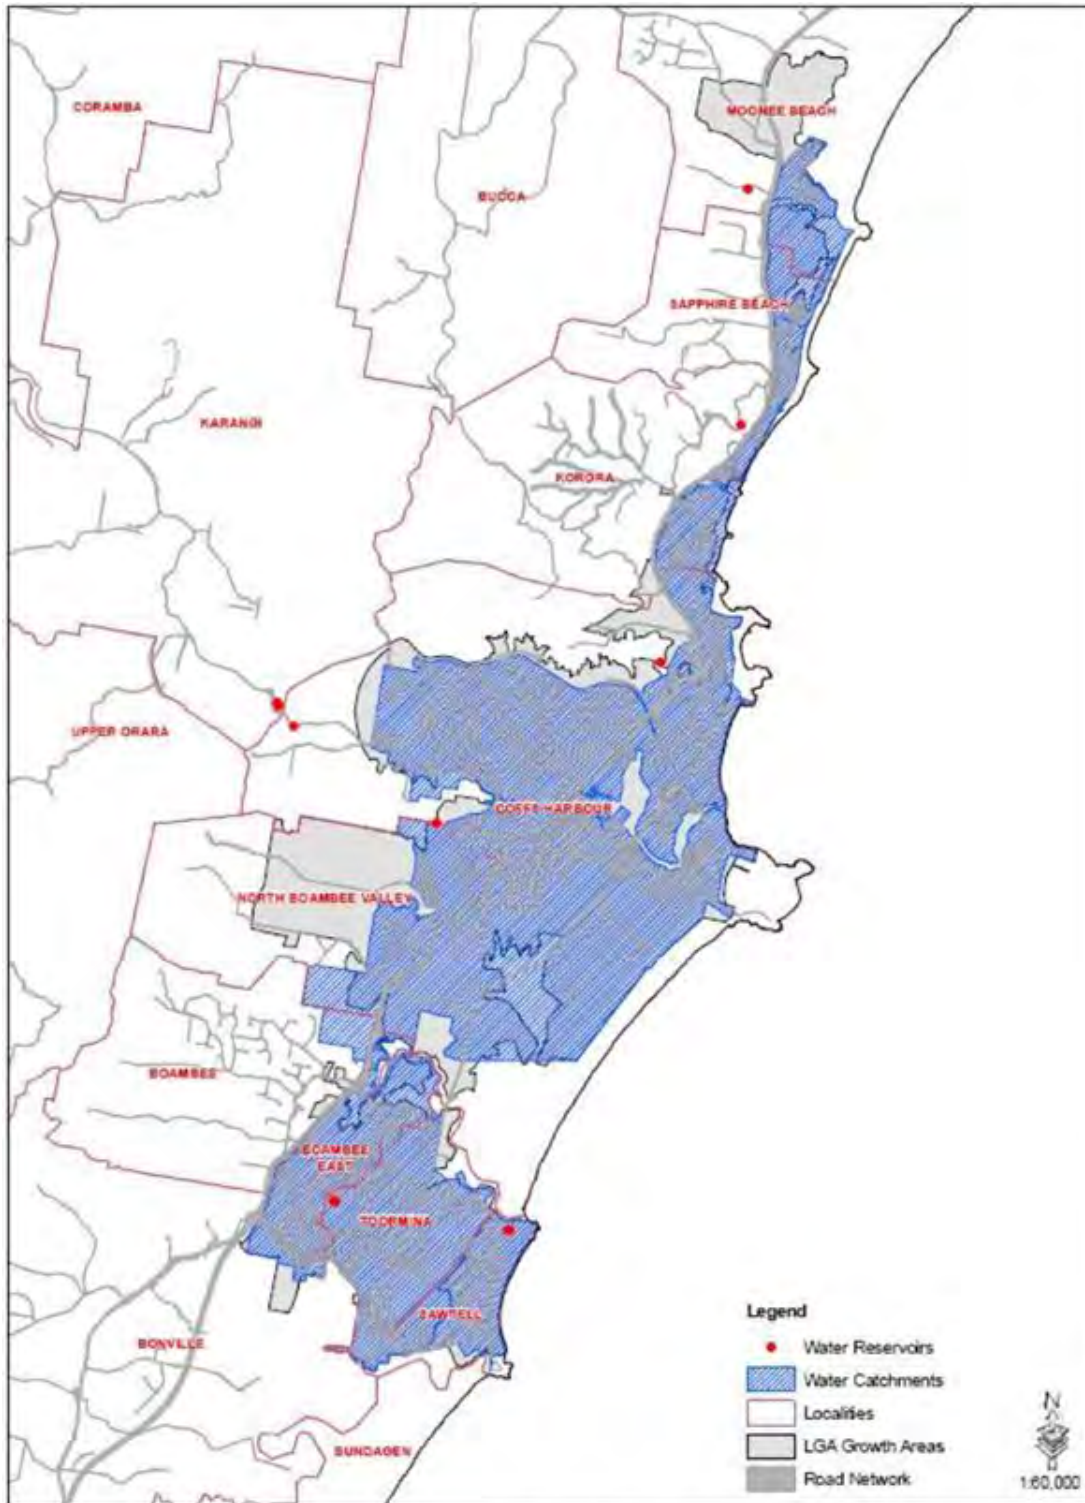 MOONEE BEACH
CORAMBA
BUCCA
SAPPHIRE BEACH
KARANGI
KORORA
UPPER ORARA
COFFS HARBOUR
NORTH BOAMBEE VALLEY
BOAMBEE
BOAMBEE
EAST
TOORMINA
SAWTELL
BONVILLE
BUNDAGEN
Legend
Water Reservoirs
Water Catchments
Localities
LGA Growth Areas
Road Network
N
1:60,000